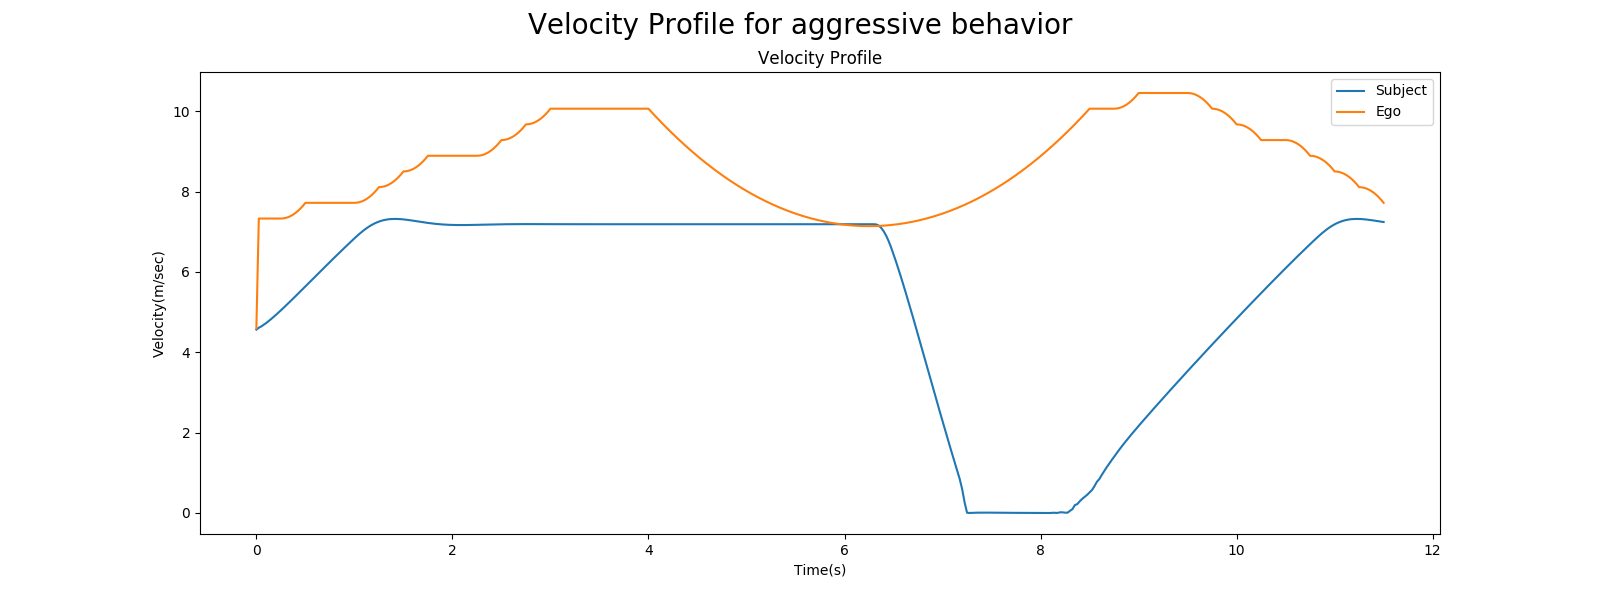 Velocity Profile for aggressive behavior
Velocity Profile
Subject
Ego
Velocity(m/sec)
10
8
6
4
2
0
0 2 4 6 8 10 12
Time(s)